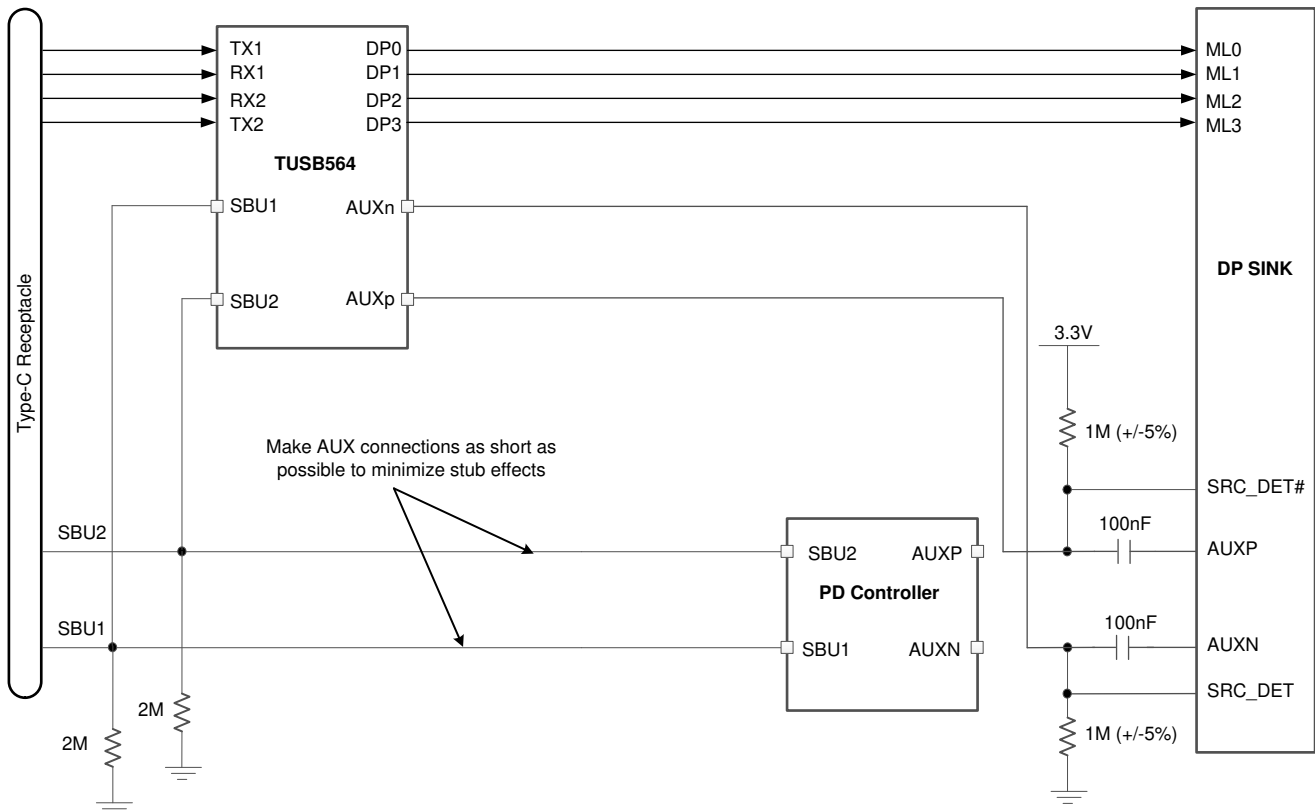 Type-C Receptacle
TX1
RX1
RX2
TX2
DP0
DP1
DP2
DP3
TUSB564
SBU1
AUXn
SBU2
AUXp
ML0
ML1
ML2
ML3
DP SINK
3.3V
1M (+/-5%)
SRC_DET#
100nF
AUXP
100nF
AUXN
SRC_DET
1M (+/-5%)
Make AUX connections as short as
possible to minimize stub effects
SBU2
SBU1
SBU2
AUXP
PD Controller
SBU1
AUXN
2M
2M